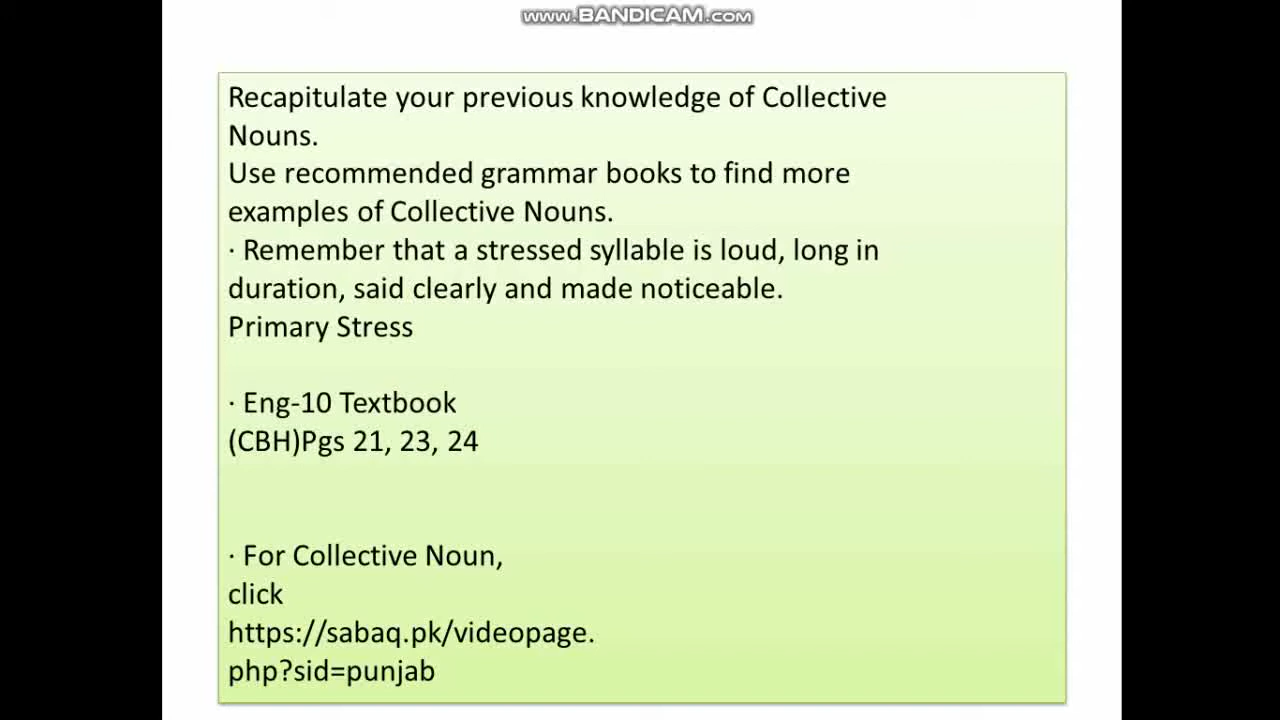 www.BANDICAM.com
Recapitulate your previous knowledge of Collective
Nouns.
Use recommended grammar books to find more
examples of Collective Nouns.
· Remember that a stressed syllable is loud, long in
duration, said clearly and made noticeable.
Primary Stress
· Eng-10 Textbook
(CBH)Pgs 21, 23, 24
· For Collective Noun,
click
https://sabaq.pk/videopage.
php?sid=punjab